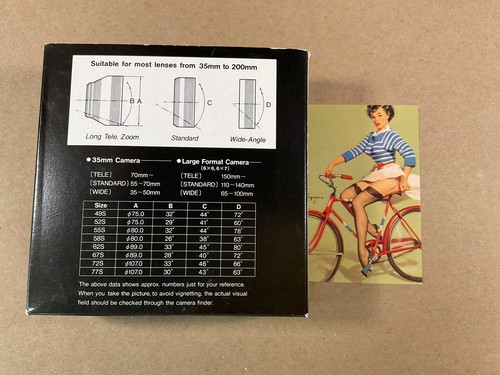 Suitable for most lenses from 35mm to 200mm
B A
C
D
Long Tele. Zoom
Standard
Wide-Angle
●35mm Camera
(TELE) 70mm—
(STANDARD) 55—70mm
(WIDE) 35—50mm
●Large Format Camera
(6×6,6×7)
(TELE) 150mm—
(STANDARD) 110—140mm
(WIDE) 65—100mm
Size A B C D
49S ϕ75.0 32° 44° 72°
52S ϕ75.0 29° 41° 60°
55S ϕ80.0 32° 44° 78°
58S ϕ80.0 26° 38° 63°
62S ϕ89.0 33° 45° 80°
67S ϕ89.0 28° 40° 72°
72S ϕ107.0 33° 46° 66°
77S ϕ107.0 30° 43° 63°
The above data shows approx. numbers just for your reference.
When you take the picture, to avoid vignetting, the actual visual
field should be checked through the camera finder.